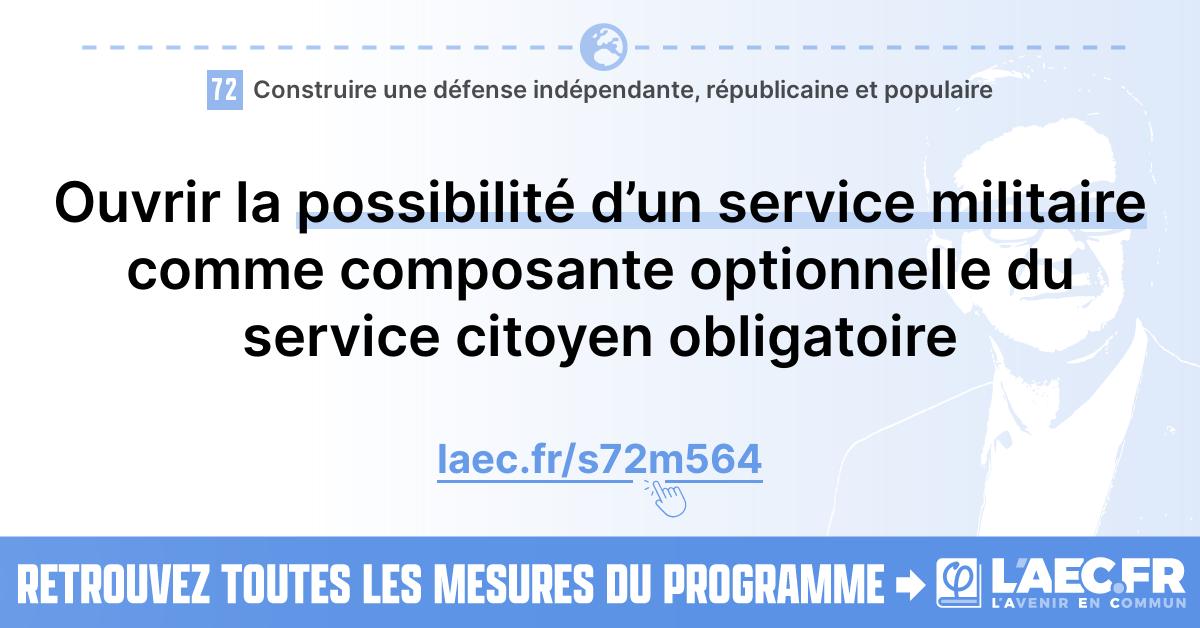 72 Construire une défense indépendante, républicaine et populaire
Ouvrir la possibilité d’un service militaire
comme composante optionnelle du
service citoyen obligatoire
laec.fr/s72m564
RETROUVEZ TOUTES LES MESURES DU PROGRAMME → φ L'AEC.FR
L'AVENIR EN COMMUN